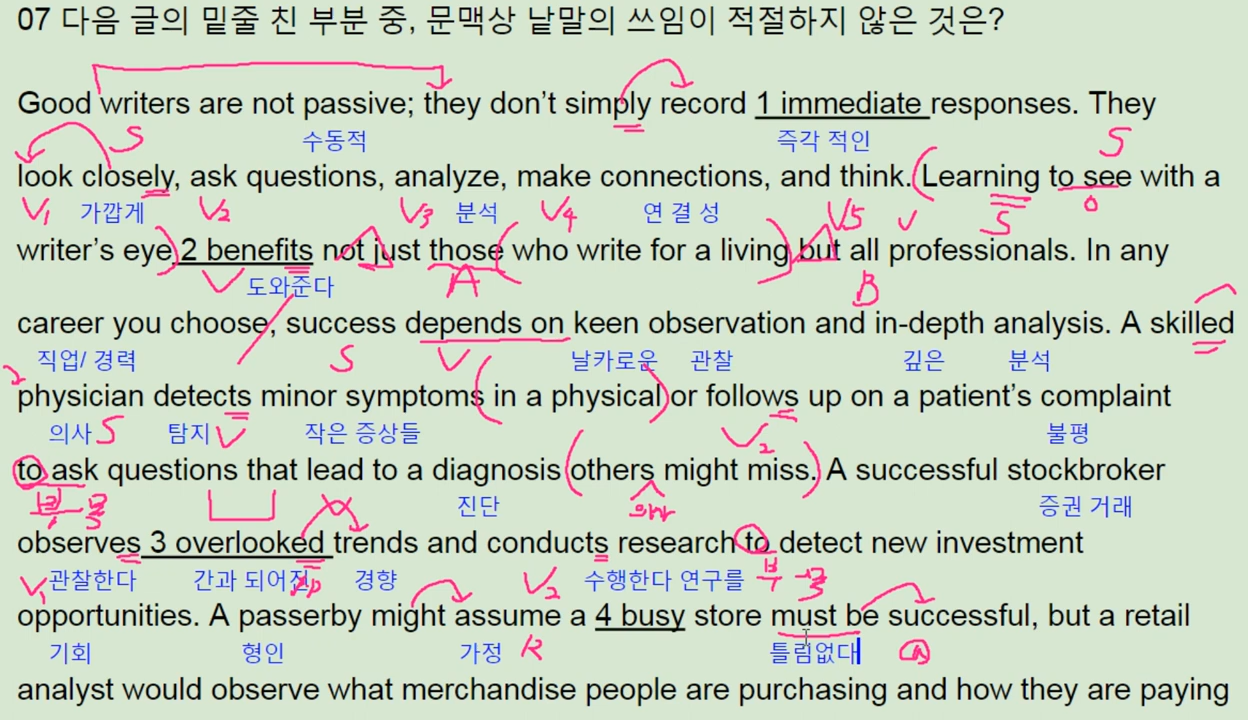 07 다음 글의 밑줄 친 부분 중, 문맥상 낱말의 쓰임이 적절하지 않은 것은?
Good writers are not passive; they don't simply record 1 immediate responses. They
S 수동적 즉각 적인 S
look closely, ask questions, analyze, make connections, and think. (Learning to see with a
V1 가깝게 V2 V3 분석 V4 연 결 성 V5 V S o
writer's eye) 2 benefits not just those (who write for a living) but all professionals. In any
V 도와준다 A B
career you choose, success depends on keen observation and in-depth analysis. A skilled
직업/ 경력 S V 날카로운 관찰 깊은 분석
physician detects minor symptoms (in a physical) or follows up on a patient's complaint
의사 S 탐지 V 작은 증상들 V2 불평
to ask questions that lead to a diagnosis (others might miss.) A successful stockbroker
진단 증권 거래
observes 3 overlooked trends and conducts research to detect new investment
V1 관찰한다 간과 되어진 경향 V2 수행한다 연구를 부
opportunities. A passerby might assume a 4 busy store must be successful, but a retail
기회 형인 가정 R 틀림없다
analyst would observe what merchandise people are purchasing and how they are paying